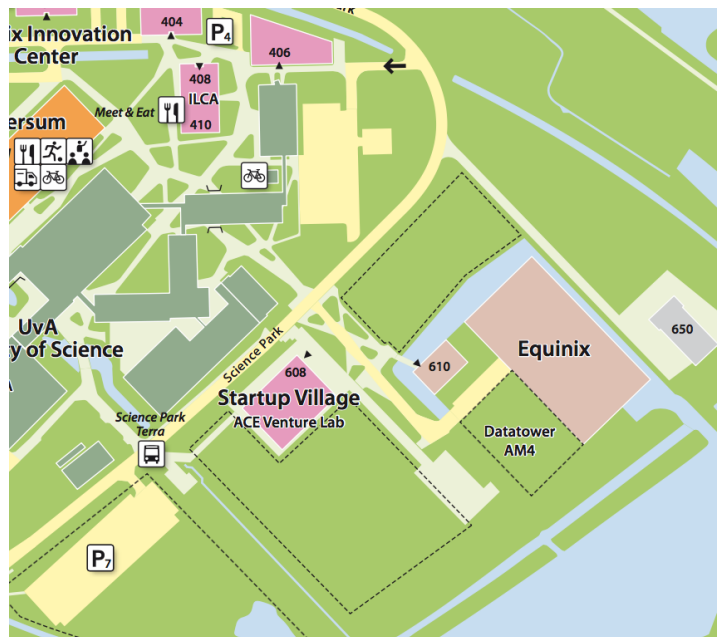 404
P4
406
ix Innovation
Center
408
ILCA
410
Meet & Eat
ersum
UvA
y of Science
Science Park
608
Startup Village
ACE Venture Lab
610
Equinix
650
Datatower
AM4
Science Park
Terra
P7